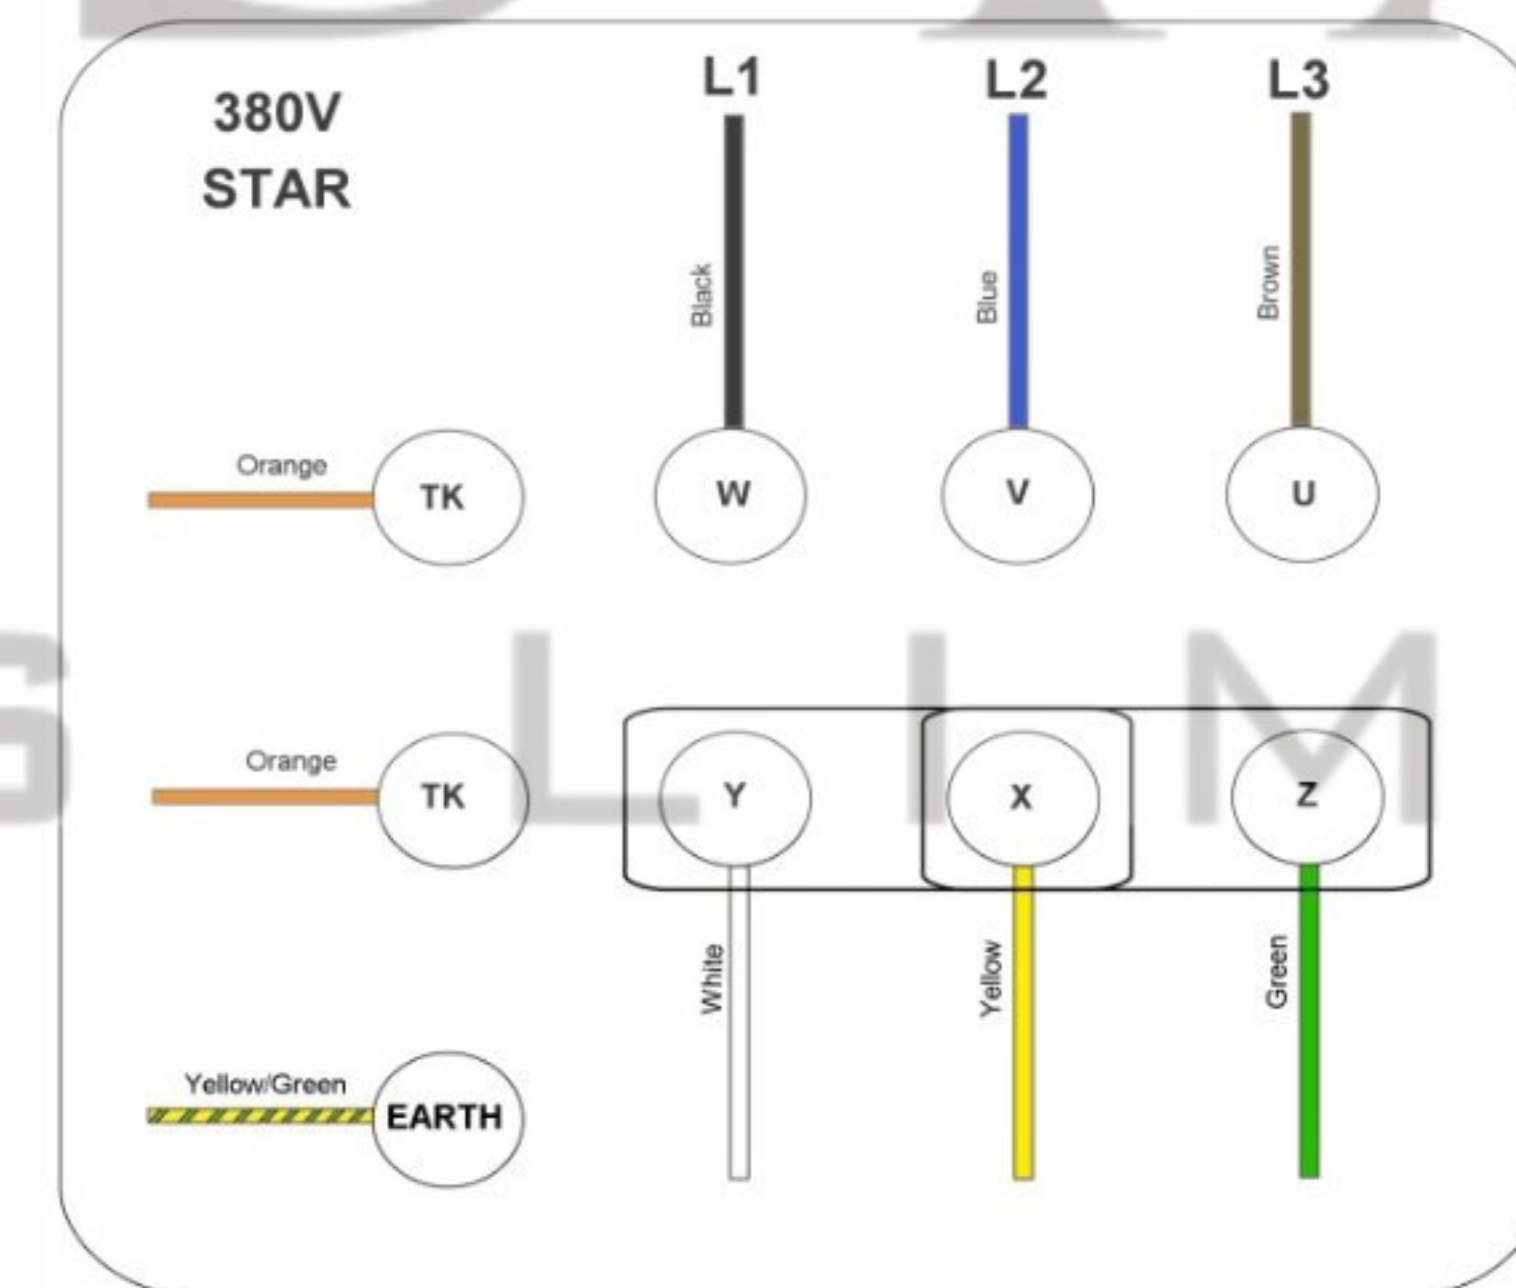 380V
STAR
L1
L2
L3
Black
Blue
Brown
Orange
TK
W
V
U
Orange
TK
Y
X
Z
S L I M
White
Yellow
Green
Yellow/Green
EARTH